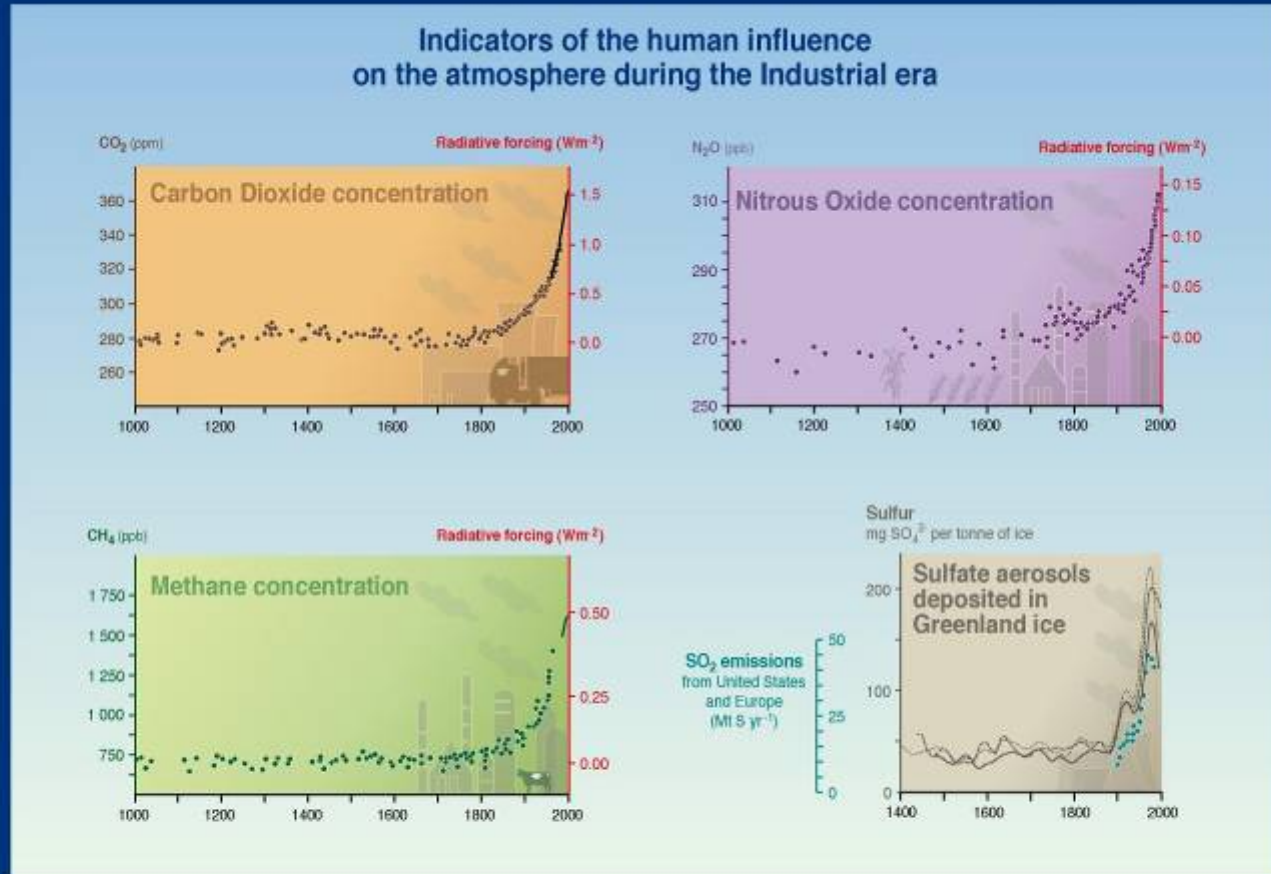 Indicators of the human influence
on the atmosphere during the Industrial era
CO₂ (ppm)
Radiative forcing (Wm⁻²)
Carbon Dioxide concentration
360
340
320
300
280
260
1.5
1.0
0.5
0.0
1000 1200 1400 1600 1800 2000
N₂O (ppb)
Radiative forcing (Wm⁻²)
Nitrous Oxide concentration
310
290
270
250
0.15
0.10
0.05
0.00
1000 1200 1400 1600 1800 2000
CH₄ (ppb)
Radiative forcing (Wm⁻²)
Methane concentration
1 750
1 500
1 250
1 000
750
0.50
0.25
0.00
1000 1200 1400 1600 1800 2000
Sulfur
mg SO₄ per tonne of ice
Sulfate aerosols
deposited in
Greenland ice
200
100
0
SO₂ emissions
from United States
and Europe
(Mt S yr⁻¹)
50
25
0
1400 1600 1800 2000